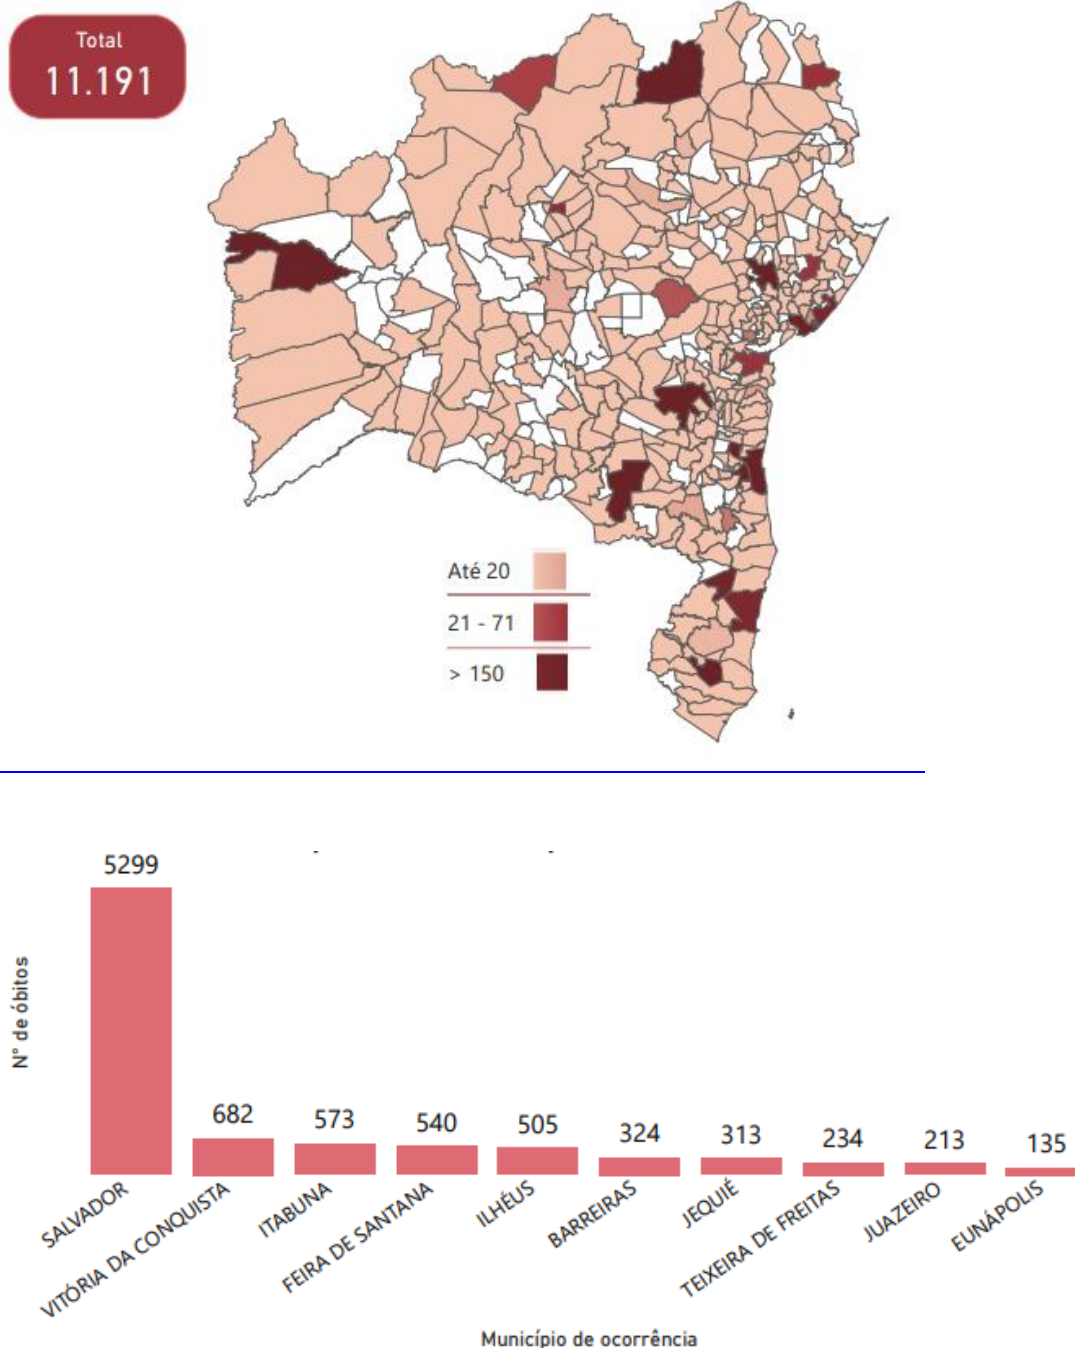 Total
11.191
Até 20
21 - 71
> 150
5299
682
573
540
505
324
313
234
213
135
N° de óbitos
SALVADOR
VITÓRIA DA CONQUISTA
ITABUNA
FEIRA DE SANTANA
ILHÉUS
BARREIRAS
JEQUIÉ
TEIXEIRA DE FREITAS
JUAZEIRO
EUNÁPOLIS
Município de ocorrência